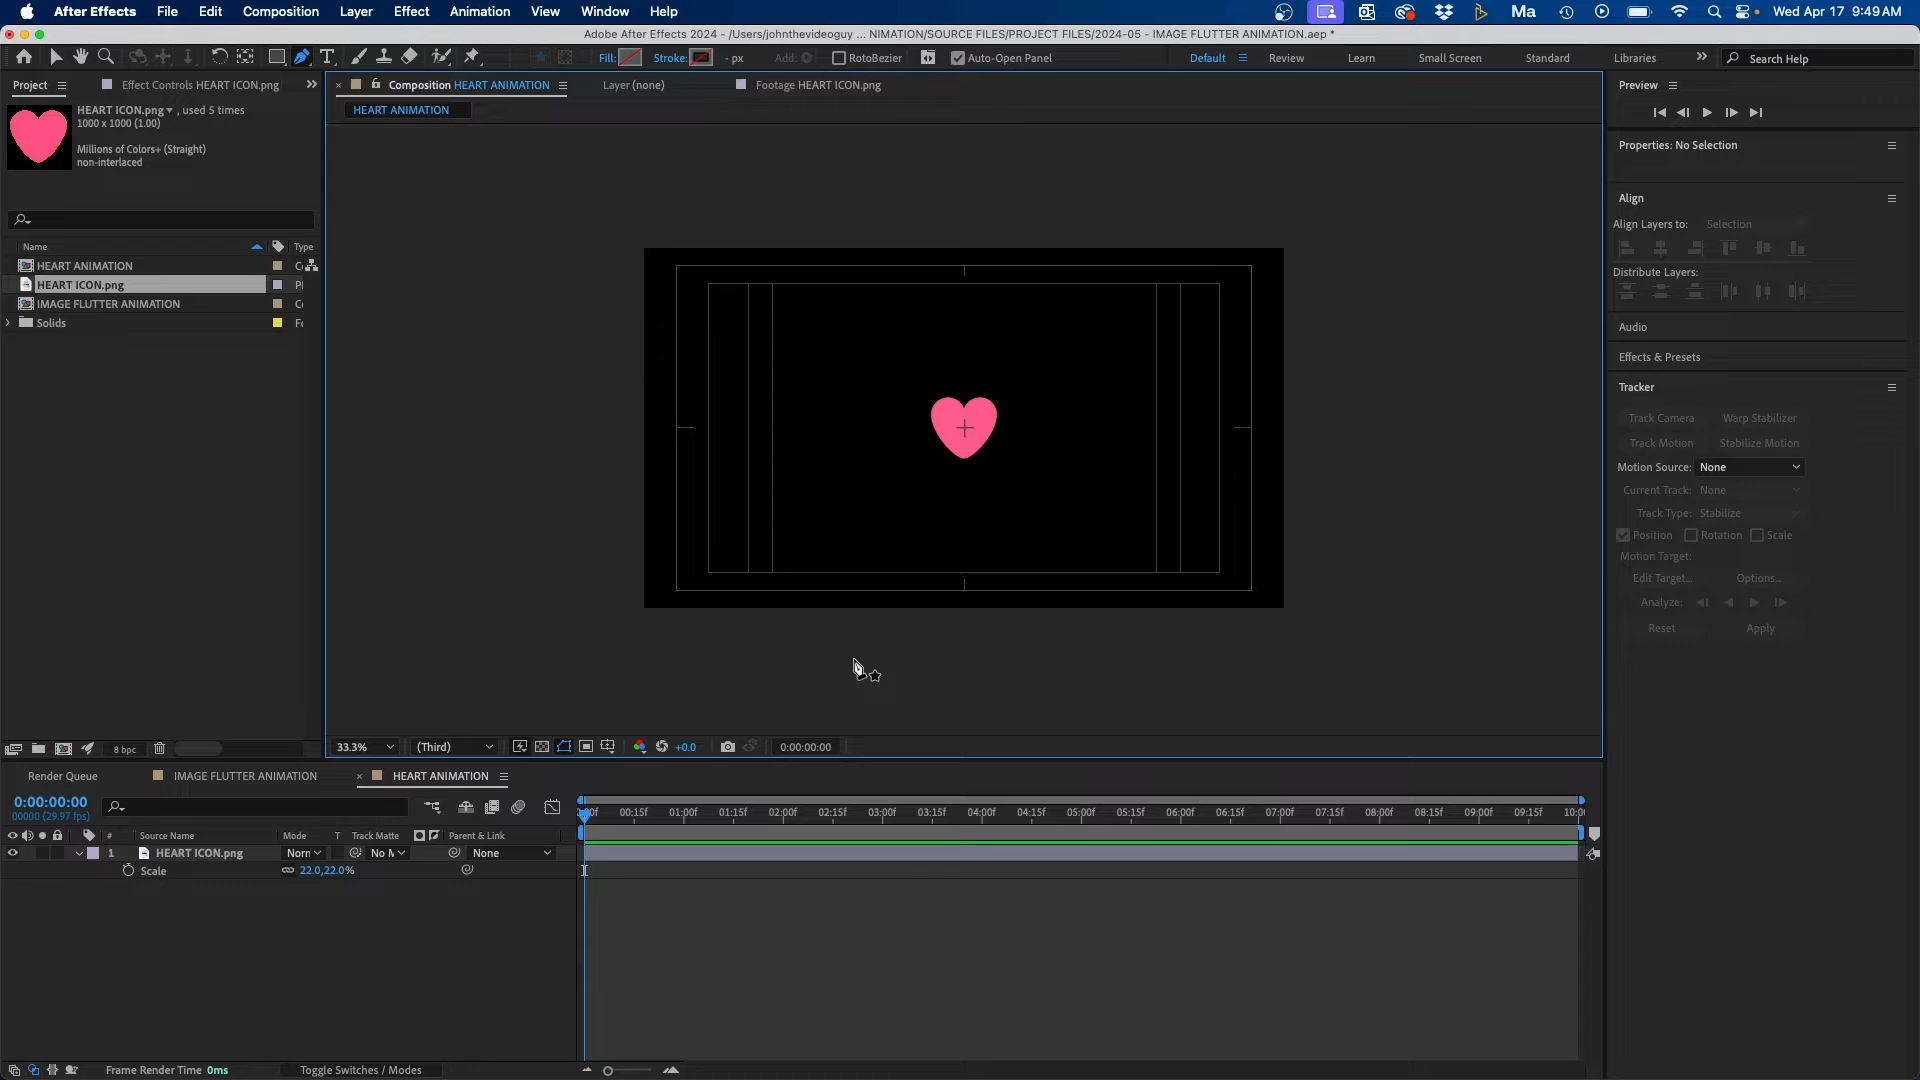 After Effects File Edit Composition Layer Effect Animation View Window Help Ma Wed Apr 17 9:49 AM
Adobe After Effects 2024 - /Users/johnthevideoguy ... NIMATION/SOURCE FILES/PROJECT FILES/2024-05 - IMAGE FLUTTER ANIMATION.aep *
Fill: Stroke: - px Add: RotoBezier Auto-Open Panel Default Review Learn Small Screen Standard Libraries Search Help
Project Effect Controls HEART ICON.png
Composition HEART ANIMATION Layer (none) Footage HEART ICON.png
HEART ANIMATION
HEART ICON.png , used 5 times
1000 x 1000 (1.00)
Millions of Colors+ (Straight)
non-interlaced
Name Type
HEART ANIMATION
HEART ICON.png
IMAGE FLUTTER ANIMATION
Solids
8 bpc
33.3% (Third) +0.0 0:00:00:00
Preview
Properties: No Selection
Align
Align Layers to: Selection
Distribute Layers:
Audio
Effects & Presets
Tracker
Track Camera Warp Stabilizer
Track Motion Stabilize Motion
Motion Source: None
Current Track: None
Track Type: Stabilize
Position Rotation Scale
Motion Target:
Edit Target... Options...
Analyze:
Reset Apply
Render Queue IMAGE FLUTTER ANIMATION HEART ANIMATION
0:00:00:00
00000 (29.97 fps)
00:15f 01:00f 01:15f 02:00f 02:15f 03:00f 03:15f 04:00f 04:15f 05:00f 05:15f 06:00f 06:15f 07:00f 07:15f 08:00f 08:15f 09:00f 09:15f
# Source Name Mode T Track Matte Parent & Link
1 HEART ICON.png Norn No M None
Scale 22.0,22.0%
Frame Render Time 0ms Toggle Switches / Modes